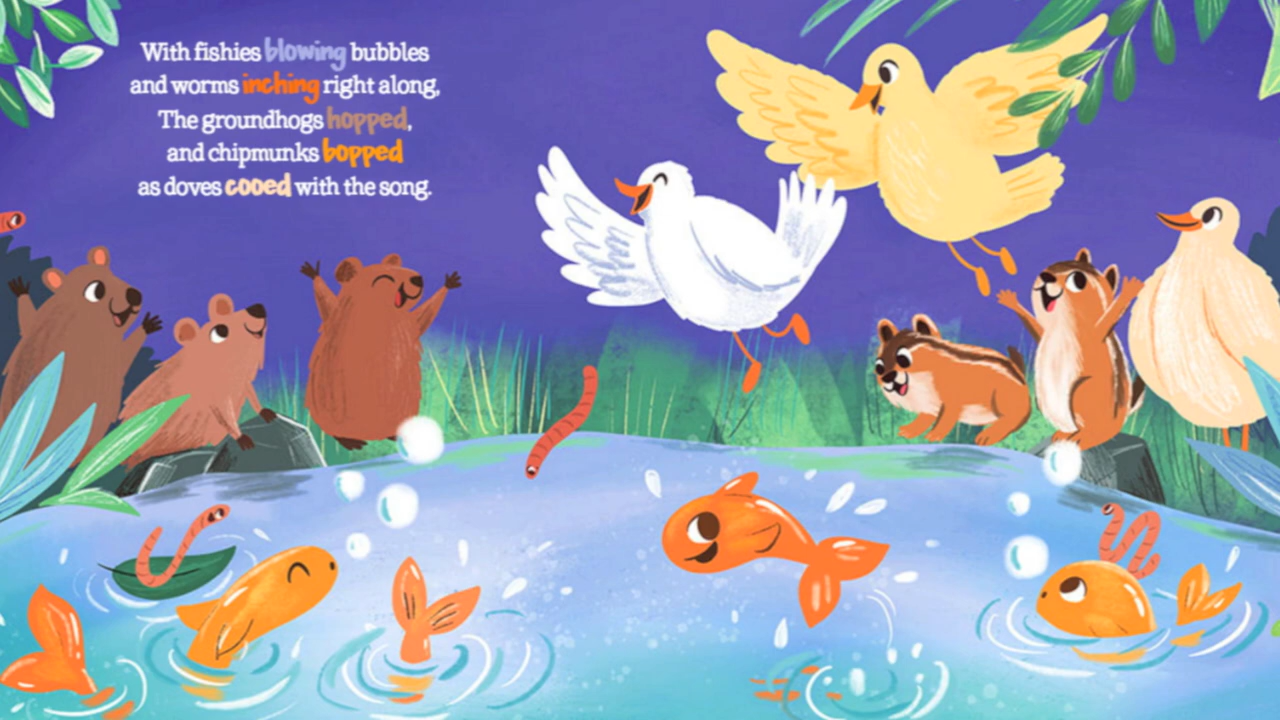 With fishies blowing bubbles
and worms inching right along,
The groundhogs hopped,
and chipmunks bopped
as doves cooed with the song.